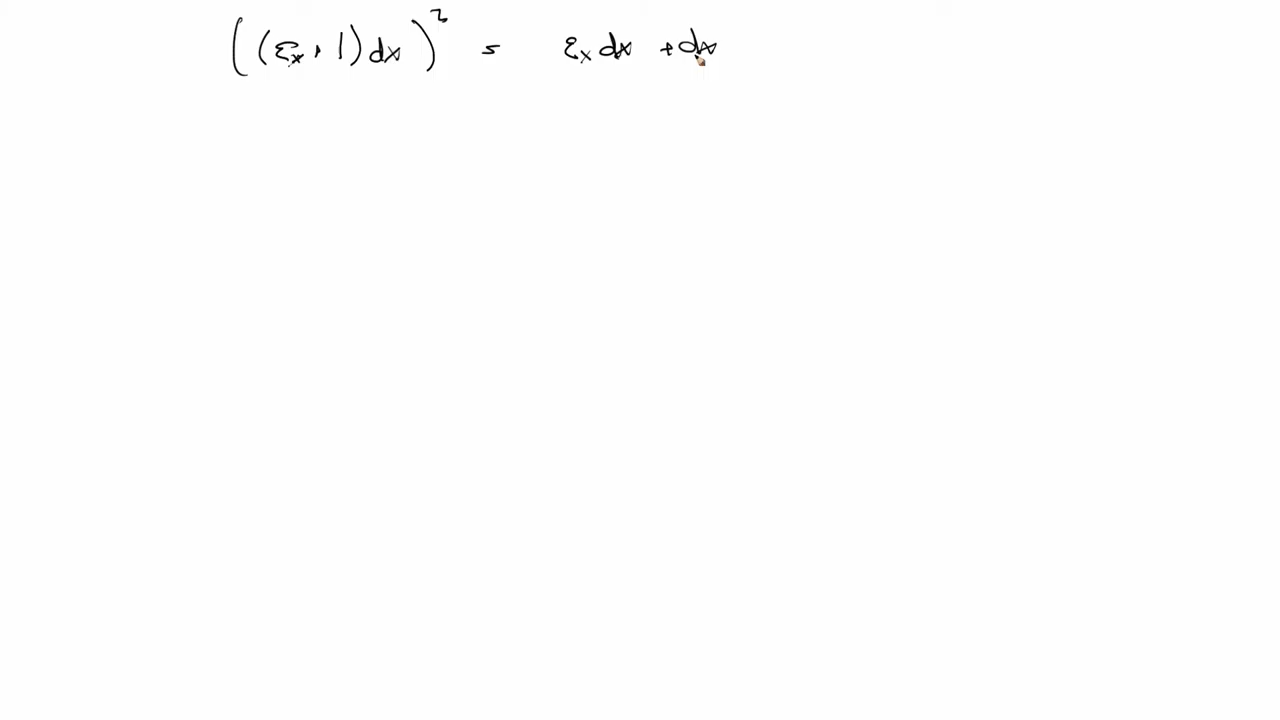 ((εₓ + 1) dx)² = εₓ dx + dx